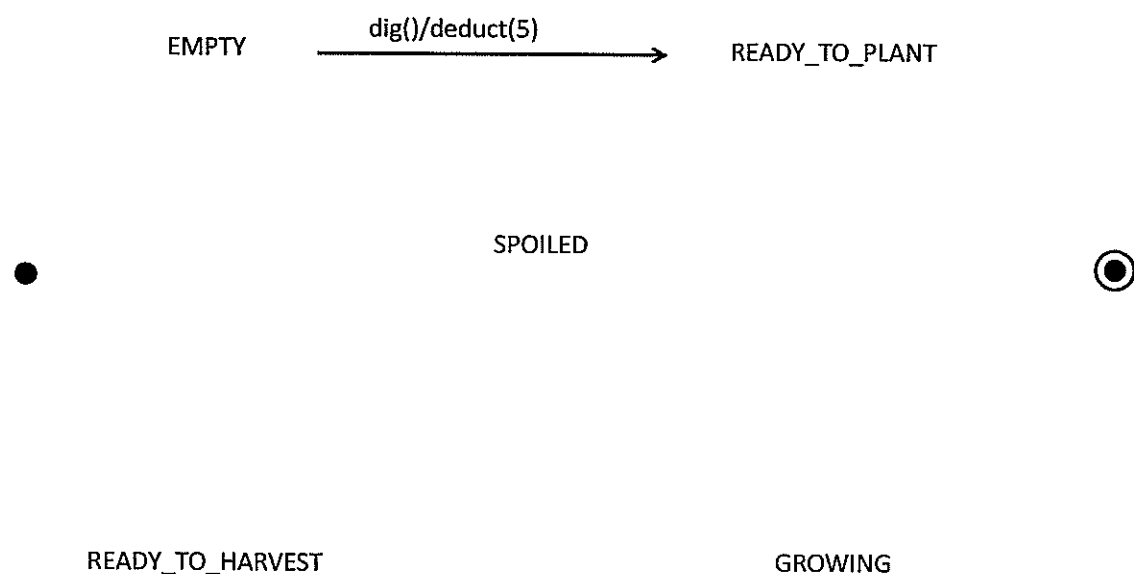 dig()/deduct(5)
EMPTY
READY_TO_PLANT
SPOILED
READY_TO_HARVEST
GROWING